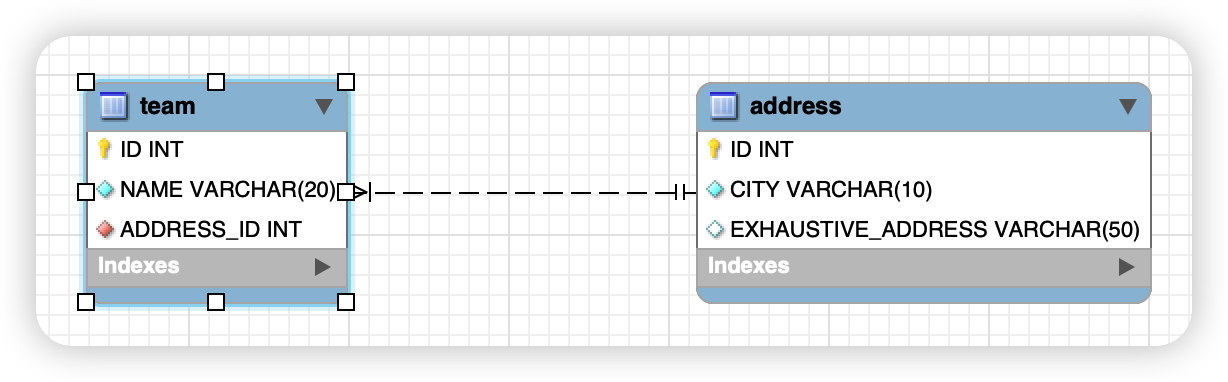 team
ID INT
NAME VARCHAR(20)
ADDRESS_ID INT
Indexes
address
ID INT
CITY VARCHAR(10)
EXHAUSTIVE_ADDRESS VARCHAR(50)
Indexes